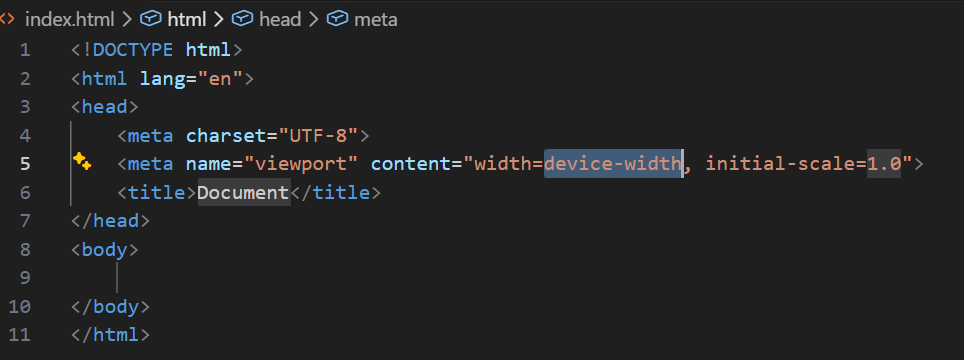 index.html > html > head > meta
1 <!DOCTYPE html>
2 <html lang="en">
3 <head>
4     <meta charset="UTF-8">
5     <meta name="viewport" content="width=device-width, initial-scale=1.0">
6     <title>Document</title>
7 </head>
8 <body>
9
10 </body>
11 </html>